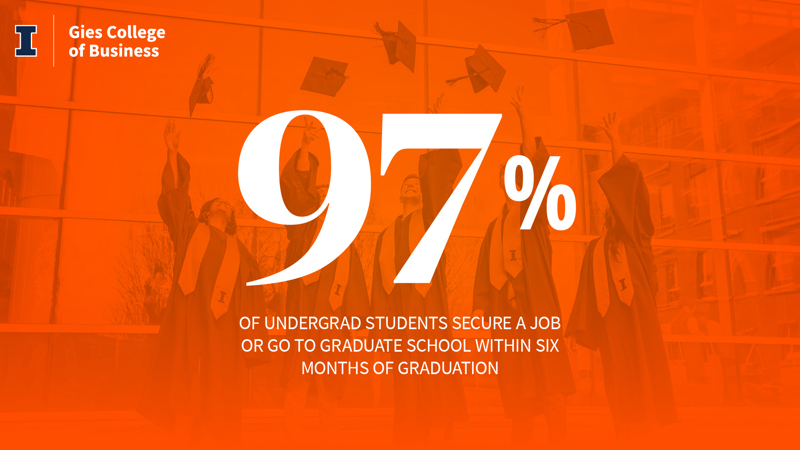 I
Gies College
of Business
97%
OF UNDERGRAD STUDENTS SECURE A JOB
OR GO TO GRADUATE SCHOOL WITHIN SIX
MONTHS OF GRADUATION